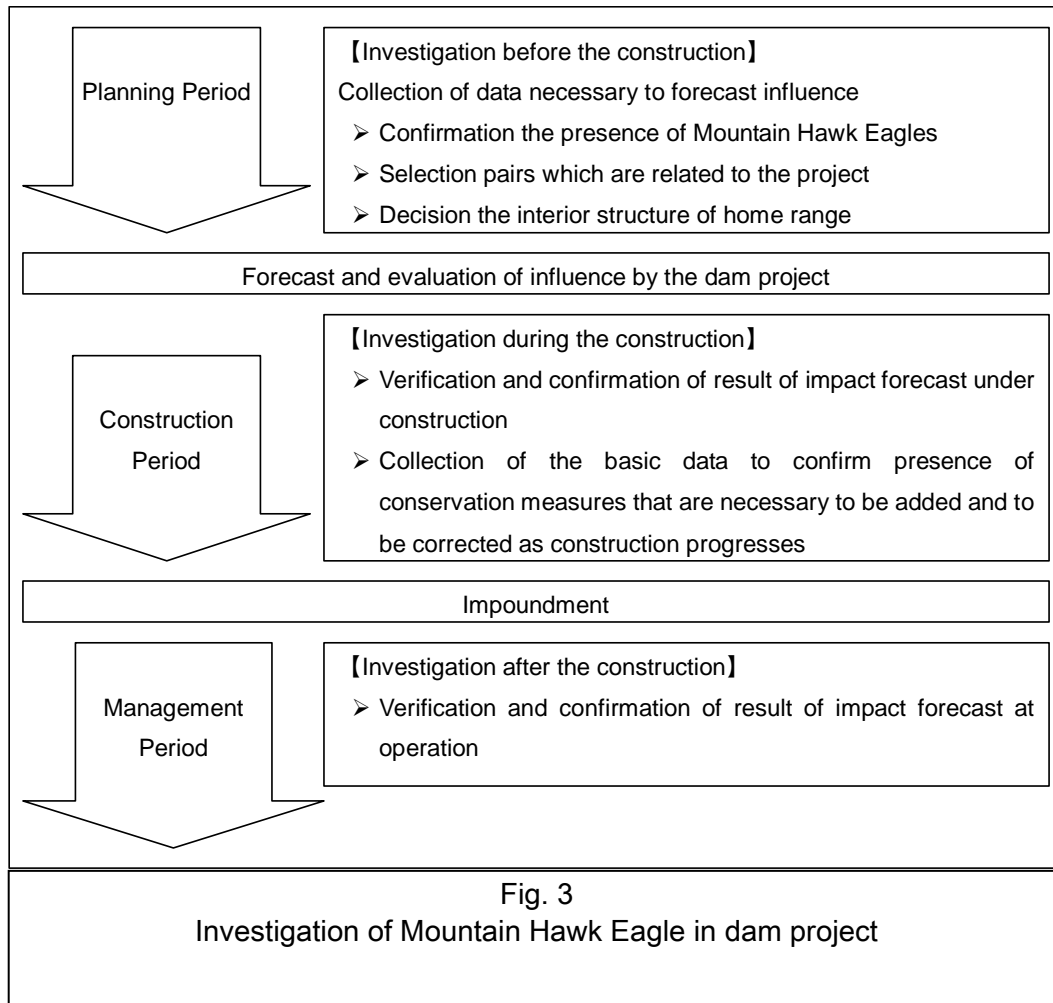 Planning Period
【Investigation before the construction】
Collection of data necessary to forecast influence
➢ Confirmation the presence of Mountain Hawk Eagles
➢ Selection pairs which are related to the project
➢ Decision the interior structure of home range
Forecast and evaluation of influence by the dam project
Construction
Period
【Investigation during the construction】
➢ Verification and confirmation of result of impact forecast under
construction
➢ Collection of the basic data to confirm presence of
conservation measures that are necessary to be added and to
be corrected as construction progresses
Impoundment
Management
Period
【Investigation after the construction】
➢ Verification and confirmation of result of impact forecast at
operation
Fig. 3
Investigation of Mountain Hawk Eagle in dam project